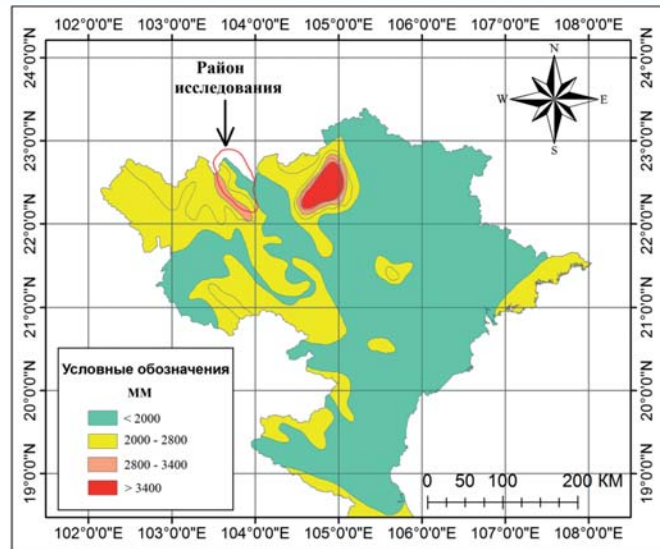 102°0'0"E 103°0'0"E 104°0'0"E 105°0'0"E 106°0'0"E 107°0'0"E 108°0'0"E
24°0'0"N
23°0'0"N
22°0'0"N
21°0'0"N
20°0'0"N
19°0'0"N
Район
исследования
N
W E
S
24°0'0"N
23°0'0"N
22°0'0"N
21°0'0"N
20°0'0"N
19°0'0"N
Условные обозначения
мм
< 2000
2000 - 2800
2800 - 3400
> 3400
0 50 100 200 КМ
102°0'0"E 103°0'0"E 104°0'0"E 105°0'0"E 106°0'0"E 107°0'0"E 108°0'0"E